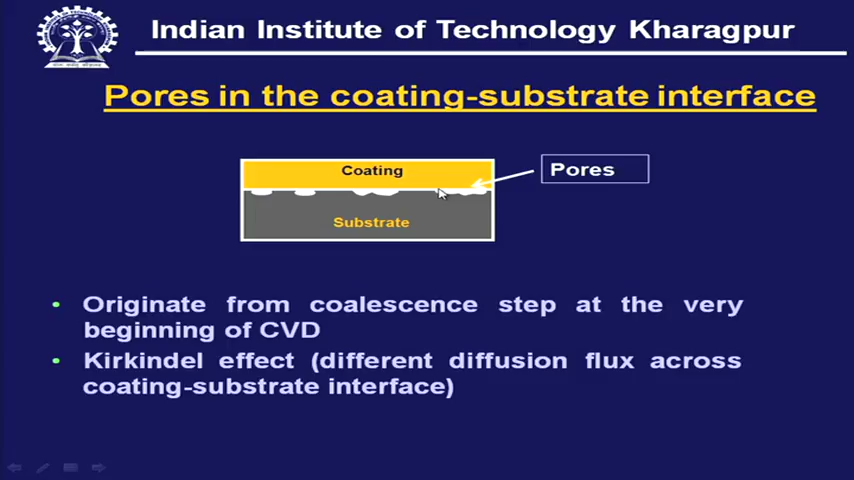 Indian Institute of Technology Kharagpur
Pores in the coating-substrate interface
Coating
Pores
Substrate
• Originate from coalescence step at the very
beginning of CVD
• Kirkindel effect (different diffusion flux across
coating-substrate interface)